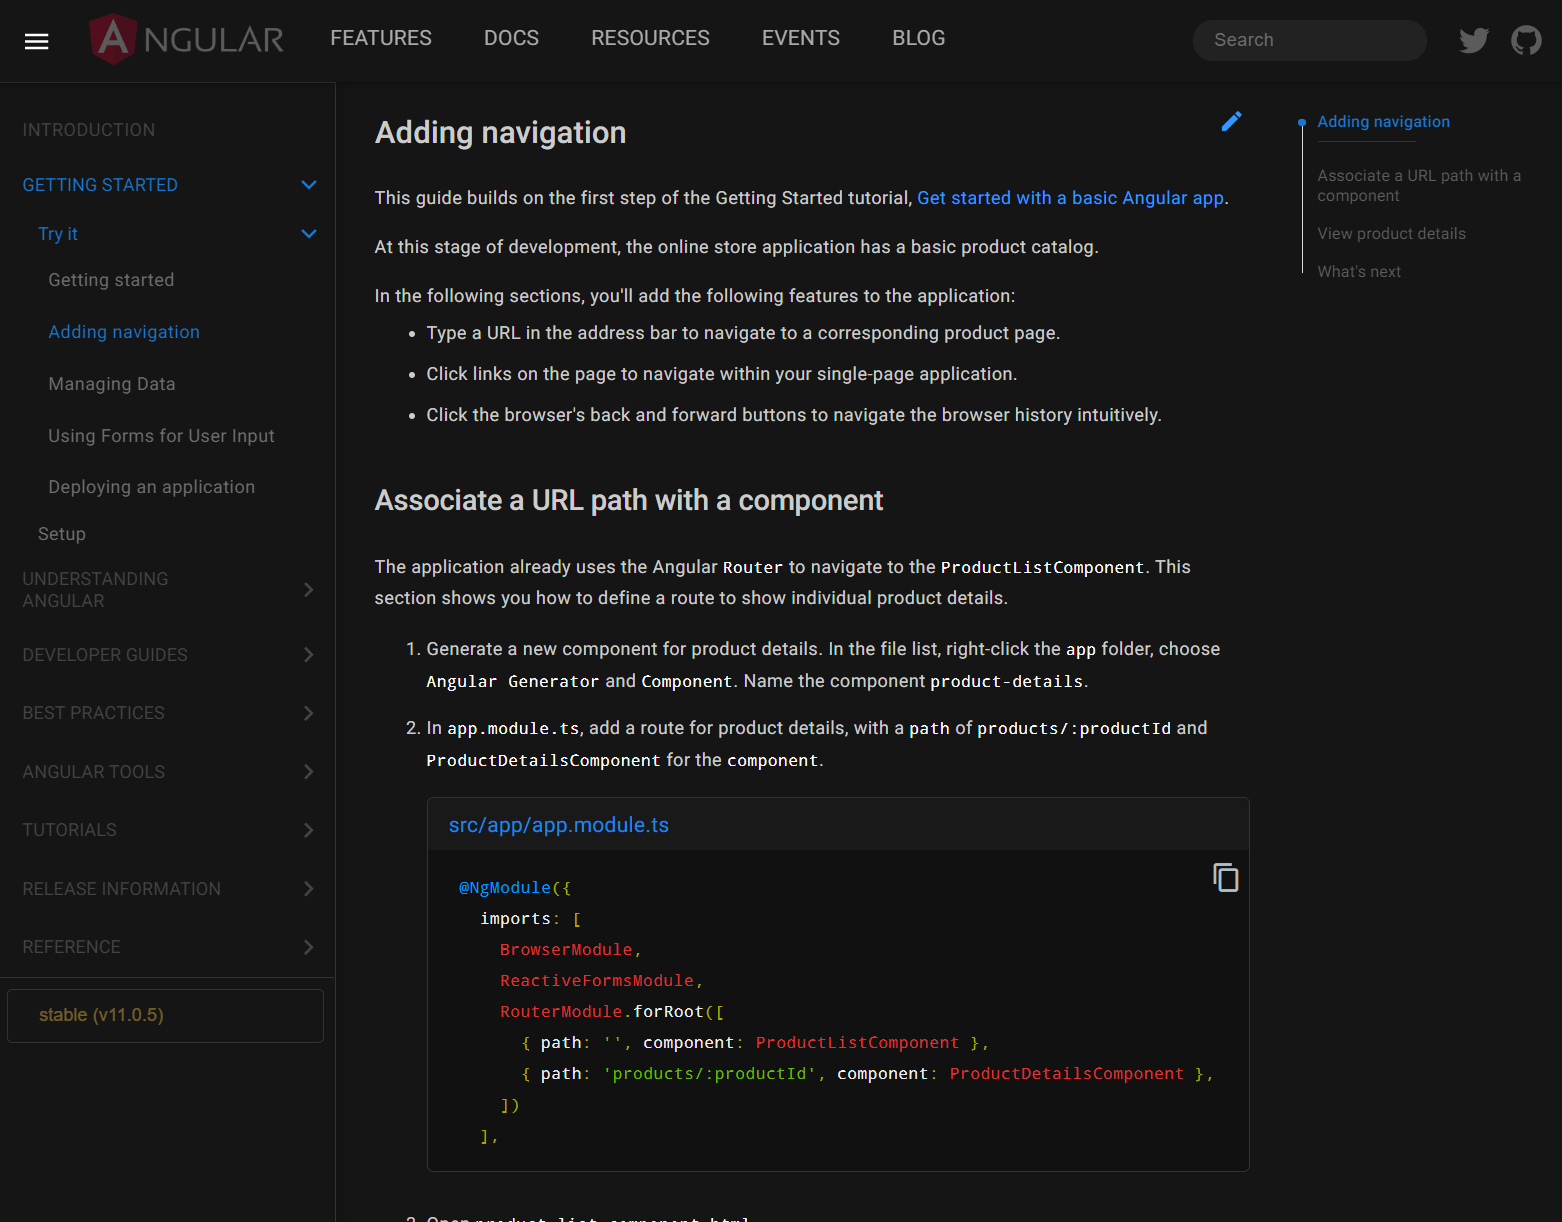 ANGULAR
FEATURES
DOCS
RESOURCES
EVENTS
BLOG
Search
INTRODUCTION
GETTING STARTED
Try it
Getting started
Adding navigation
Managing Data
Using Forms for User Input
Deploying an application
Setup
UNDERSTANDING
ANGULAR
DEVELOPER GUIDES
BEST PRACTICES
ANGULAR TOOLS
TUTORIALS
RELEASE INFORMATION
REFERENCE
stable (v11.0.5)
Adding navigation
This guide builds on the first step of the Getting Started tutorial, Get started with a basic Angular app.
At this stage of development, the online store application has a basic product catalog.
In the following sections, you'll add the following features to the application:
• Type a URL in the address bar to navigate to a corresponding product page.
• Click links on the page to navigate within your single-page application.
• Click the browser's back and forward buttons to navigate the browser history intuitively.
Associate a URL path with a component
The application already uses the Angular Router to navigate to the ProductListComponent. This
section shows you how to define a route to show individual product details.
1. Generate a new component for product details. In the file list, right-click the app folder, choose
Angular Generator and Component. Name the component product-details.
2. In app.module.ts, add a route for product details, with a path of products/:productId and
ProductDetailsComponent for the component.
src/app/app.module.ts
@NgModule({
  imports: [
    BrowserModule,
    ReactiveFormsModule,
    RouterModule.forRoot([
      { path: '', component: ProductListComponent },
      { path: 'products/:productId', component: ProductDetailsComponent },
    ])
  ],
3. Open product-list.component.html
Adding navigation
Associate a URL path with a
component
View product details
What's next